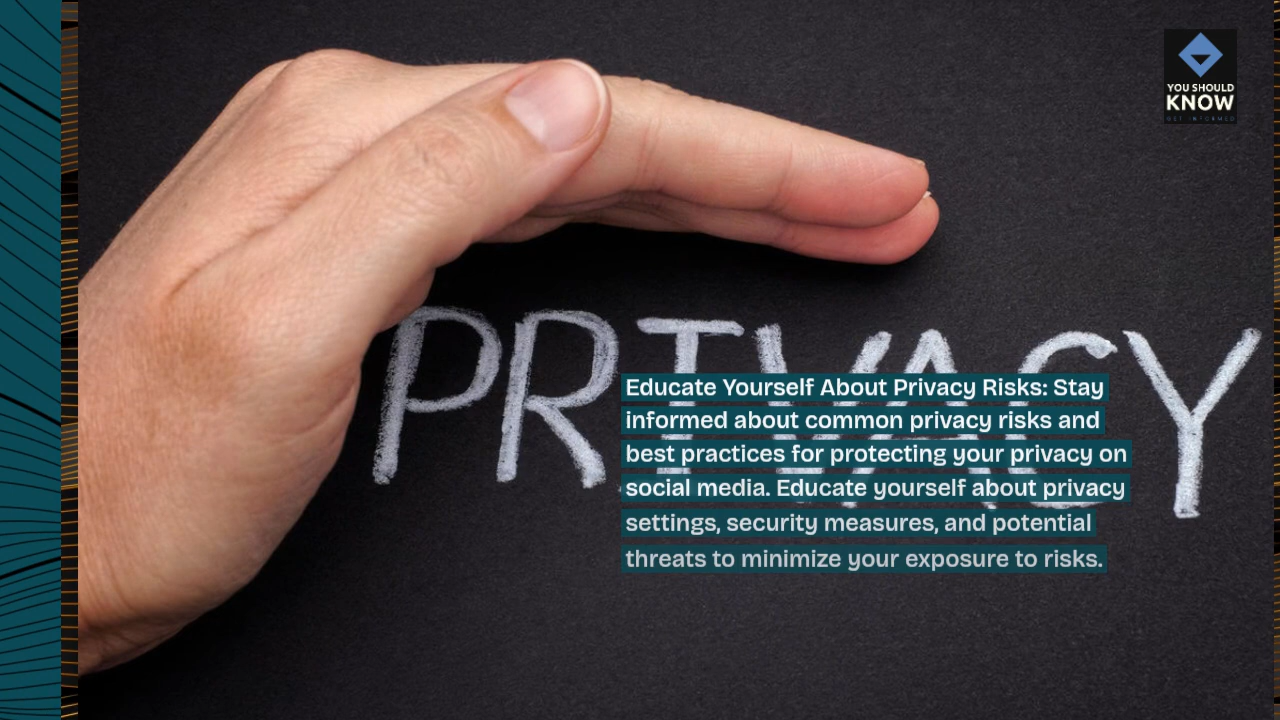 YOU SHOULD
KNOW
GET INFORMED
PRIVACY
Educate Yourself About Privacy Risks: Stay
informed about common privacy risks and
best practices for protecting your privacy on
social media. Educate yourself about privacy
settings, security measures, and potential
threats to minimize your exposure to risks.